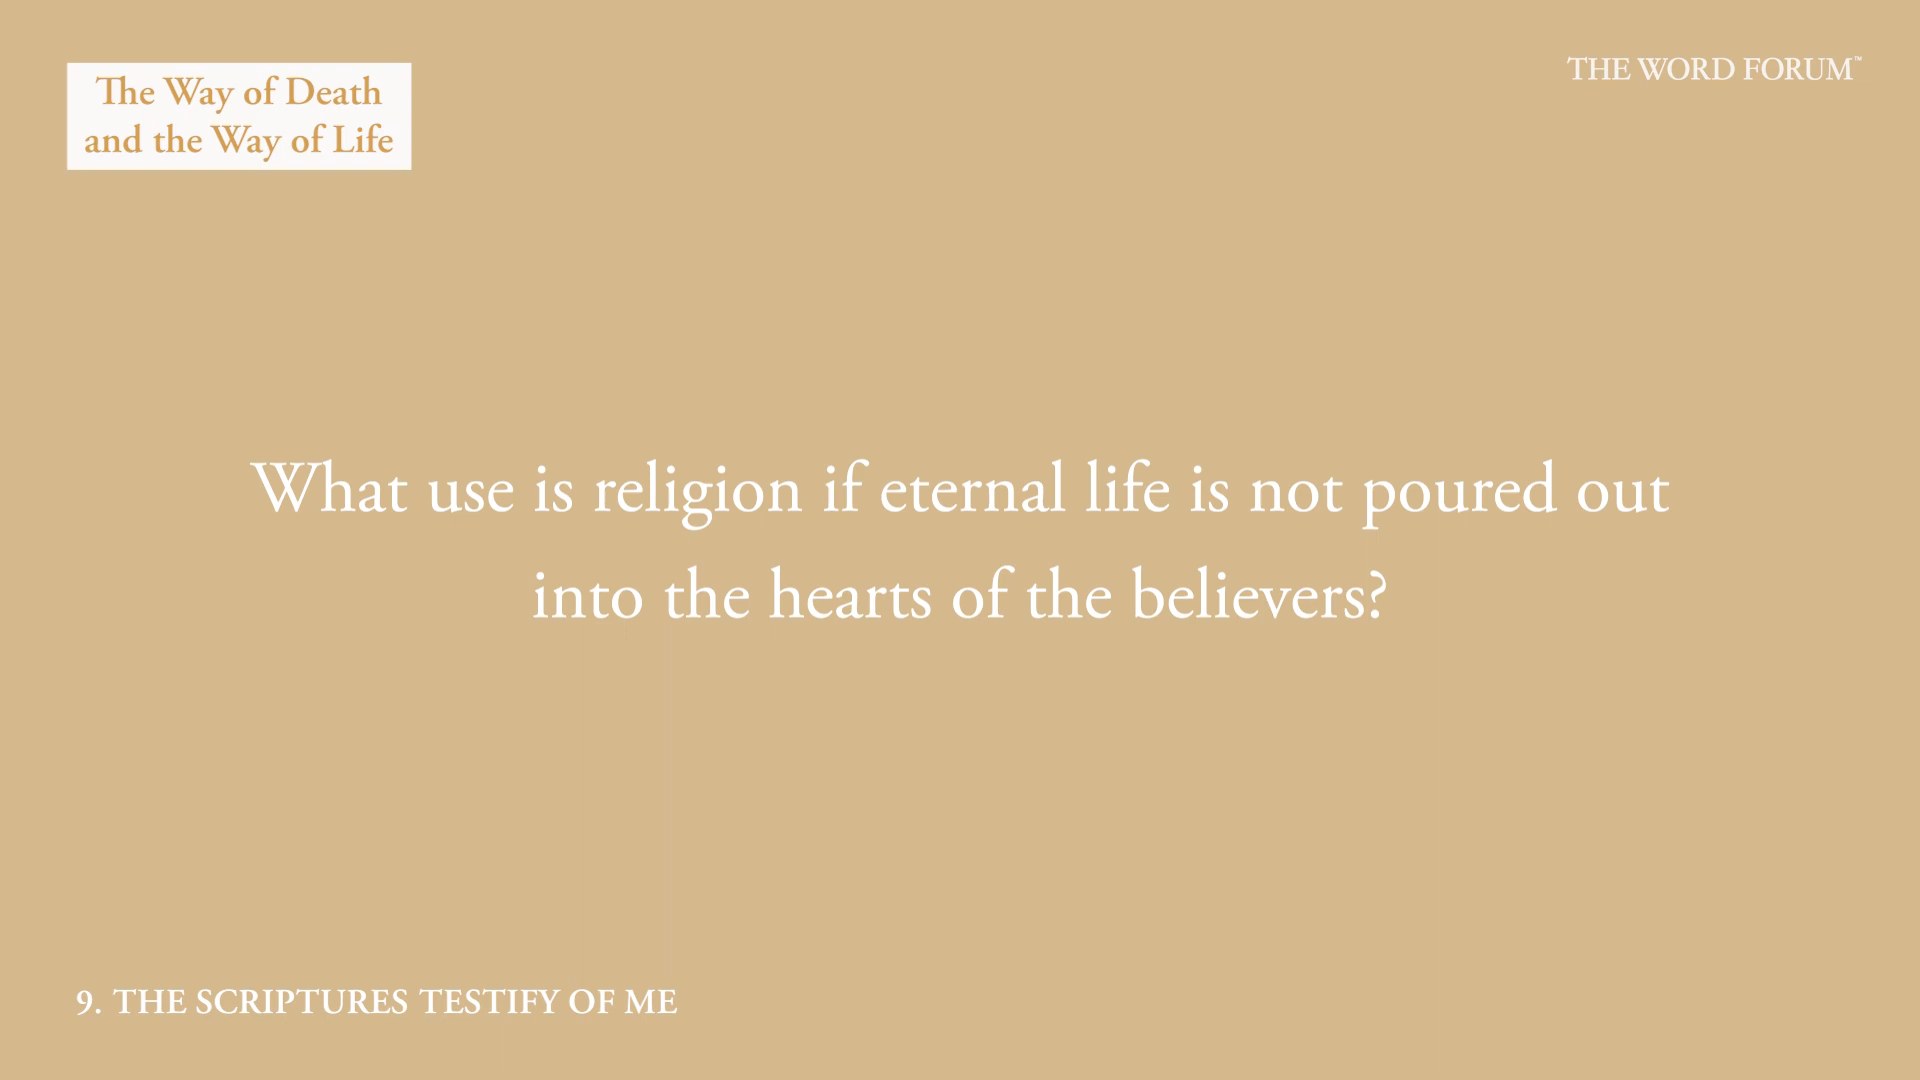 The Way of Death
and the Way of Life
THE WORD FORUM™
What use is religion if eternal life is not poured out
into the hearts of the believers?
9. THE SCRIPTURES TESTIFY OF ME